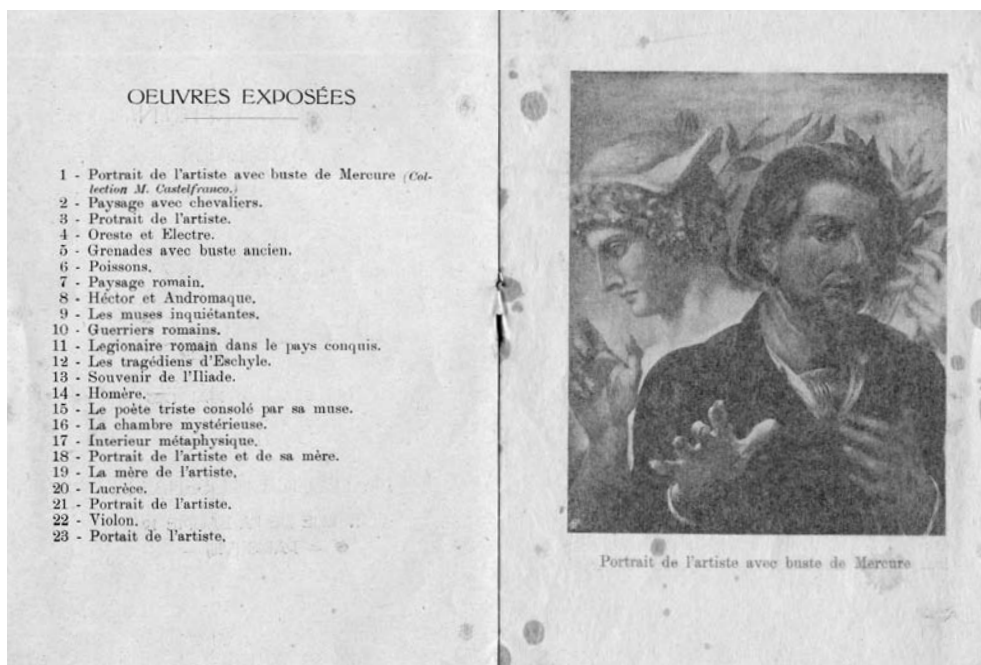 OEUVRES EXPOSÉES
1 - Portrait de l'artiste avec buste de Mercure (Col-
lection M. Castelfranco.)
2 - Paysage avec chevaliers.
3 - Protrait de l'artiste.
4 - Oreste et Electre.
5 - Grenades avec buste ancien.
6 - Poissons.
7 - Paysage romain.
8 - Héctor et Andromaque.
9 - Les muses inquiétantes.
10 - Guerriers romains.
11 - Legionaire romain dans le pays conquis.
12 - Les tragédiens d'Eschyle.
13 - Souvenir de l'Iliade.
14 - Homère.
15 - Le poète triste consolé par sa muse.
16 - La chambre mystérieuse.
17 - Interieur métaphysique.
18 - Portrait de l'artiste et de sa mère.
19 - La mère de l'artiste.
20 - Lucrèce.
21 - Portrait de l'artiste.
22 - Violon.
23 - Portait de l'artiste.
Portrait de l'artiste avec buste de Mercure